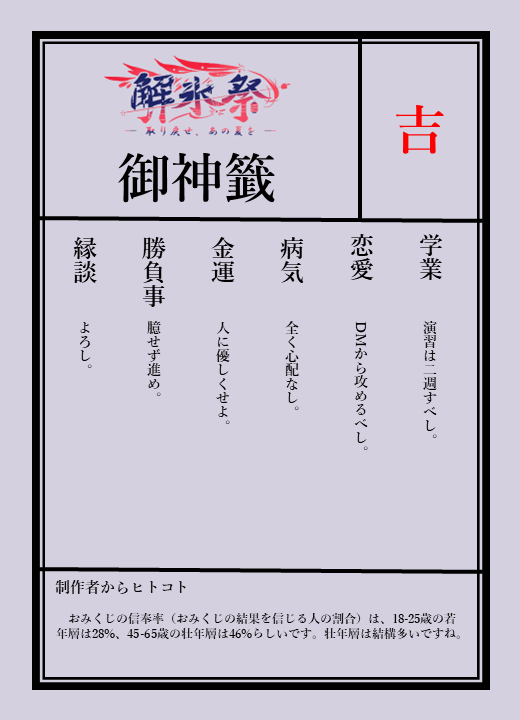 解氷祭
取り戻せ、あの夏を
御神籤
吉
学業
演習は二週すべし。
恋愛
DMから攻めるべし。
病気
全く心配なし。
金運
人に優しくせよ。
勝負事
臆せず進め。
縁談
よろし。
制作者からヒトコト
おみくじの信奉率（おみくじの結果を信じる人の割合）は、18-25歳の若
年層は28%、45-65歳の壮年層は46%らしいです。壮年層は結構多いですね。